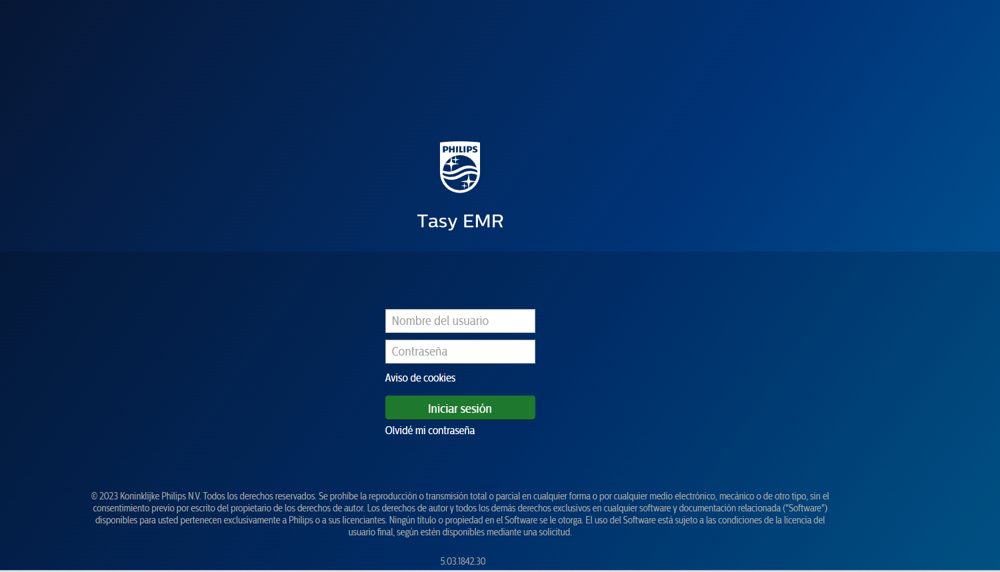 PHILIPS
Tasy EMR
Nombre del usuario
Contraseña
Aviso de cookies
Iniciar sesión
Olvidé mi contraseña
© 2023 Koninklijke Philips N.V. Todos los derechos reservados. Se prohíbe la reproducción o transmisión total o parcial en cualquier forma o por cualquier medio electrónico, mecánico o de otro tipo, sin el
consentimiento previo por escrito del propietario de los derechos de autor. Los derechos de autor y todos los demás derechos exclusivos en cualquier software y documentación relacionada ("Software")
disponibles para usted pertenecen exclusivamente a Philips o a sus licenciantes. Ningún título o propiedad en el Software se le otorga. El uso del Software está sujeto a las condiciones de la licencia del
usuario final, según estén disponibles mediante una solicitud.
5.03.1842.30